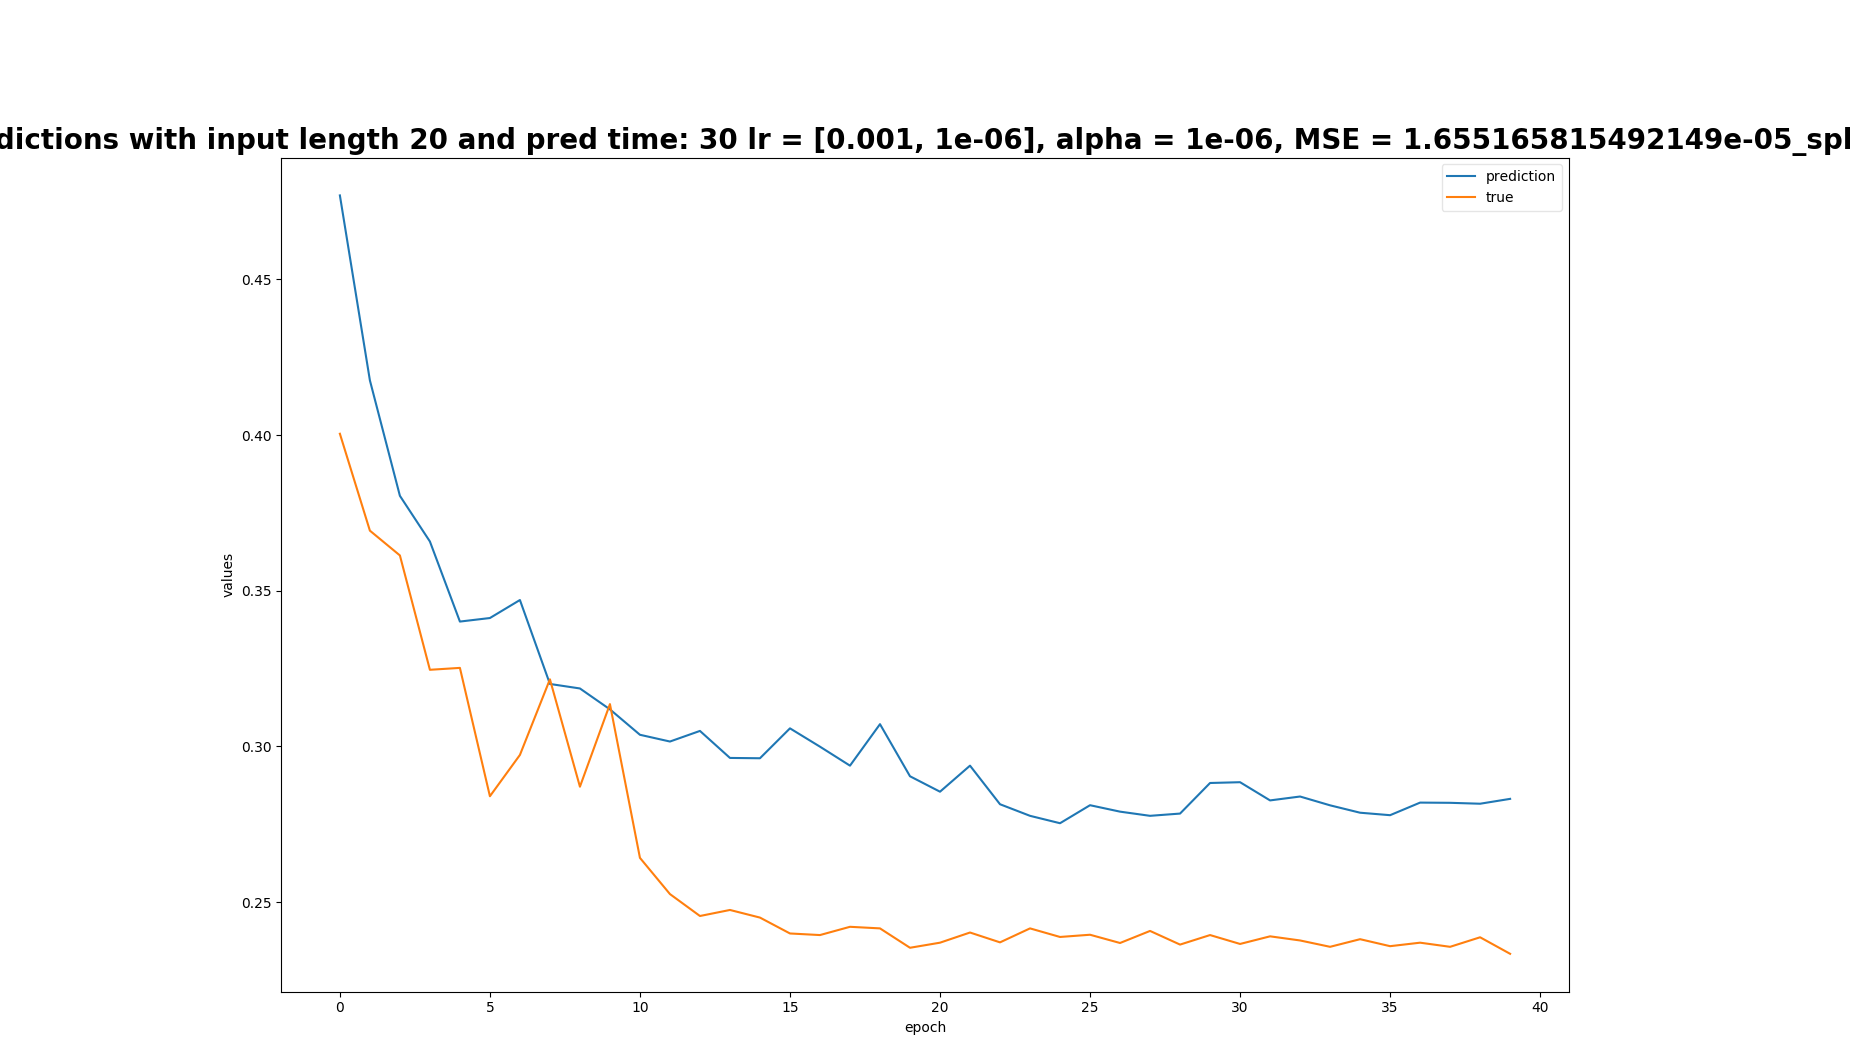 dictions with input length 20 and pred time: 30 lr = [0.001, 1e-06], alpha = 1e-06, MSE = 1.655165815492149e-05_spl
prediction
true
0.45
0.40
0.35
0.30
0.25
values
0 5 10 15 20 25 30 35 40
epoch